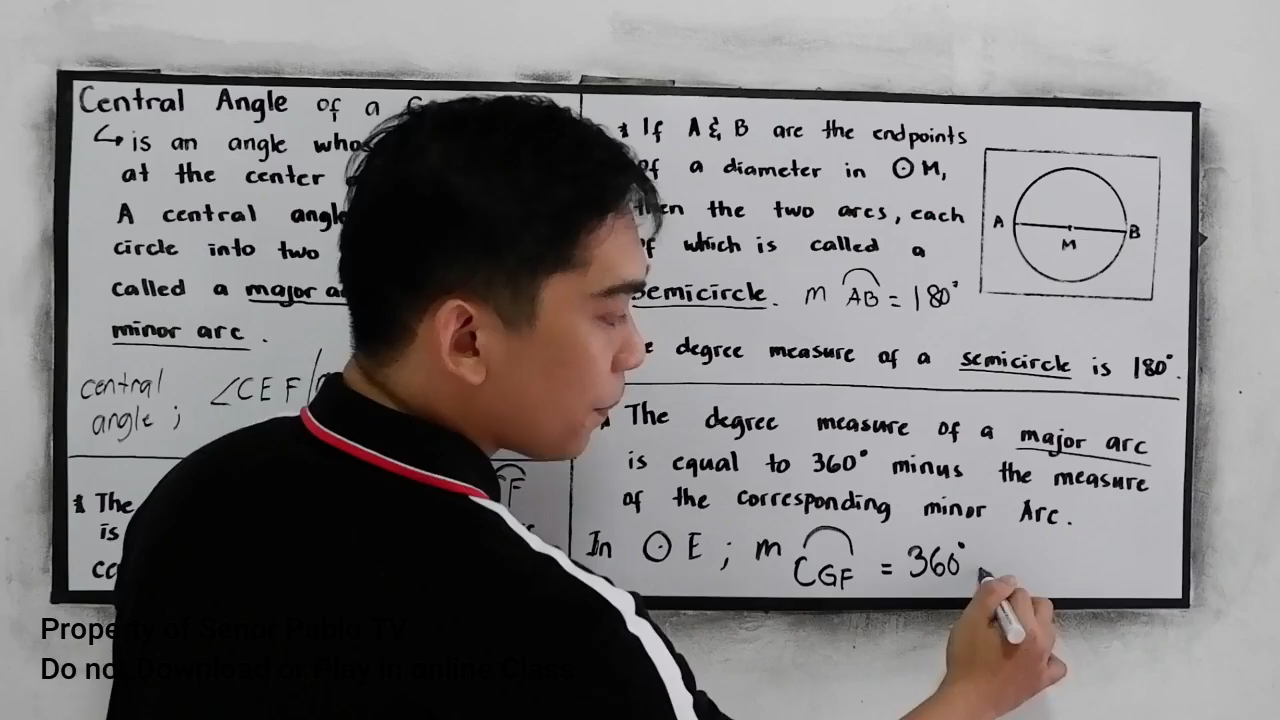 Central Angle of a
↳ is an angle
at the center
A central angle
circle into two
called a major
minor arc.
central
angle ; ∠CEF
* The
is
* If A & B are the endpoints
of a diameter in ⊙M,
then the two arcs, each
of which is called a
semicircle. m AB = 180°
degree measure of a semicircle is 180°.
A
M
B
The degree measure of a major arc
is equal to 360° minus the measure
of the corresponding minor Arc.
In ⊙E ; m CGF = 360°
Property of Senor Pablo TV
Do not Download or Play in online Class